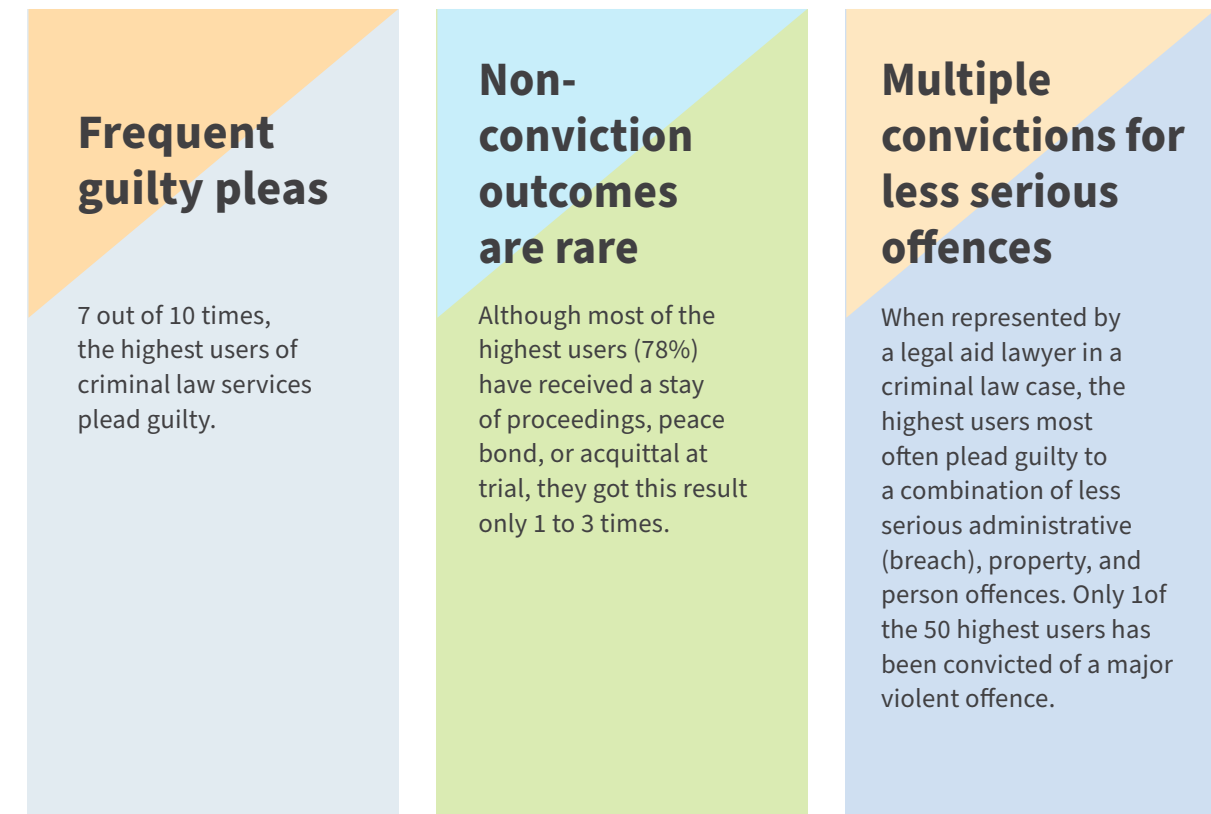 Frequent
guilty pleas
7 out of 10 times,
the highest users of
criminal law services
plead guilty.
Non-
conviction
outcomes
are rare
Although most of the
highest users (78%)
have received a stay
of proceedings, peace
bond, or acquittal at
trial, they got this result
only 1 to 3 times.
Multiple
convictions for
less serious
offences
When represented by
a legal aid lawyer in a
criminal law case, the
highest users most
often plead guilty to
a combination of less
serious administrative
(breach), property, and
person offences. Only 1of
the 50 highest users has
been convicted of a major
violent offence.